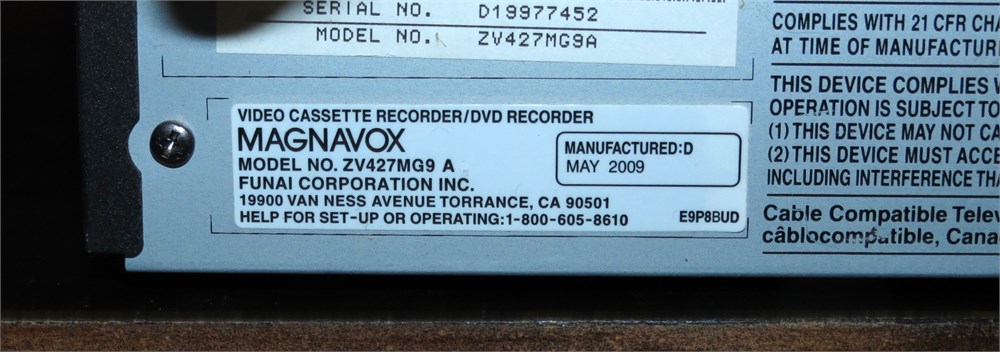 SERIAL NO. D19977452
MODEL NO. ZV427MG9A
VIDEO CASSETTE RECORDER/DVD RECORDER
MAGNAVOX
MODEL NO. ZV427MG9 A
FUNAI CORPORATION INC.
19900 VAN NESS AVENUE TORRANCE, CA 90501
HELP FOR SET-UP OR OPERATING:1-800-605-8610
MANUFACTURED:D
MAY 2009
E9P8BUD
COMPLIES WITH 21 CFR
AT TIME OF
THIS DEVICE COMPLIES
OPERATION IS SUBJECT TO
(1) THIS DEVICE MAY NOT
(2) THIS DEVICE MUST
INCLUDING INTERFERENCE
Cable Compatible
câblocompatible,